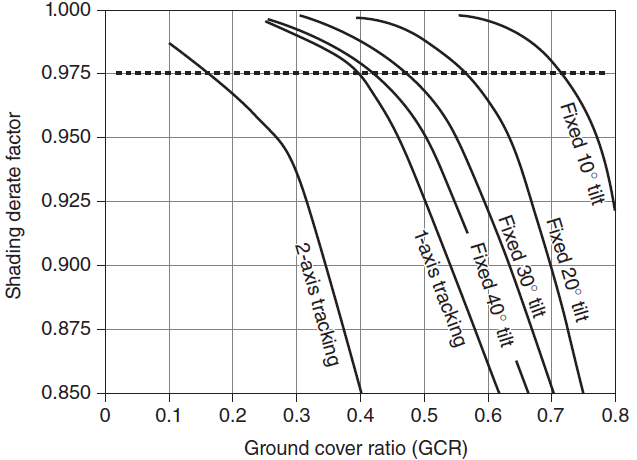 1.000
0.975
0.950
0.925
0.900
0.875
0.850
Shading derate factor
0
0.1
0.2
0.3
0.4
0.5
0.6
0.7
0.8
Ground cover ratio (GCR)
2-axis tracking
1-axis tracking
Fixed 40° tilt
Fixed 30° tilt
Fixed 20° tilt
Fixed 10° tilt